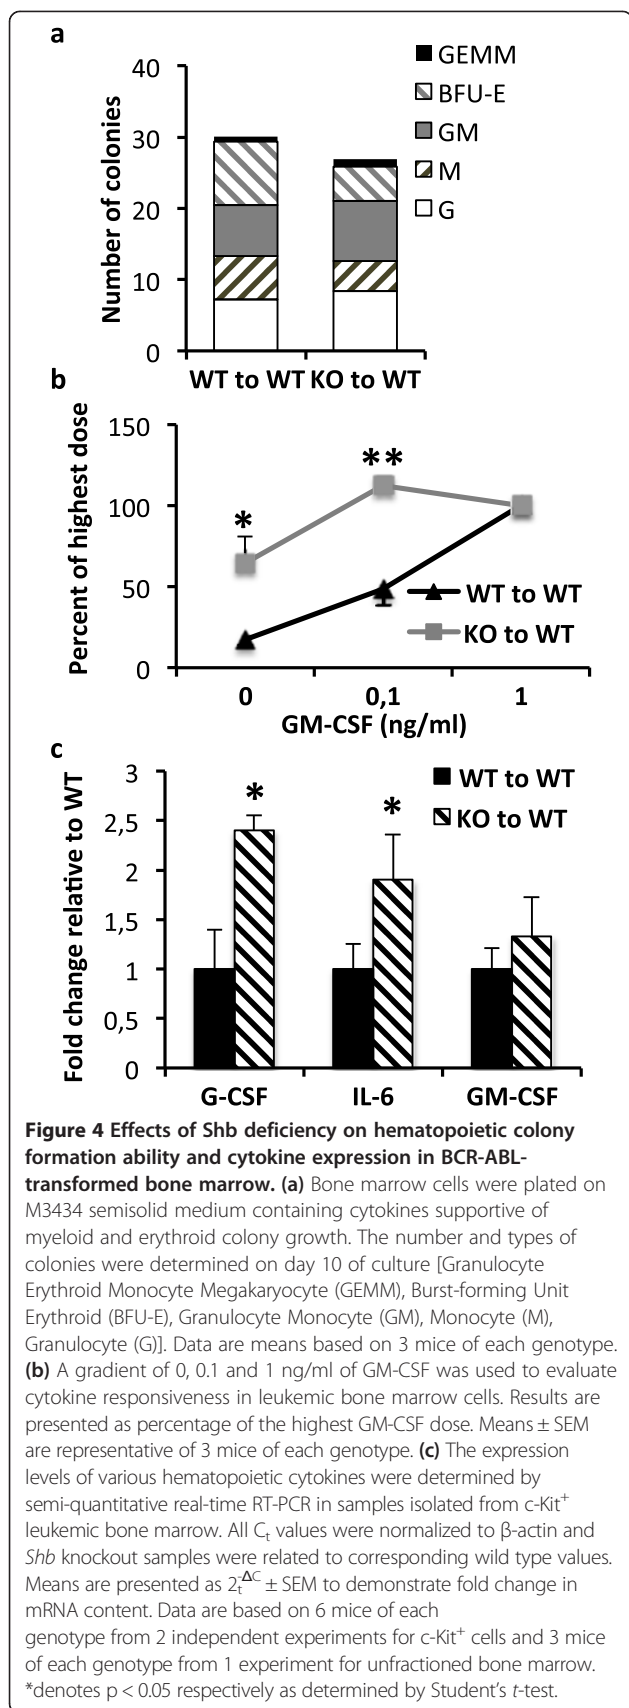 a
GEMM
BFU-E
GM
M
G
Number of colonies
40
30
20
10
0
WT to WT KO to WT
b
Percent of highest dose
150
100
50
0
*
**
WT to WT
KO to WT
0 0,1 1
GM-CSF (ng/ml)
c
Fold change relative to WT
3
2,5
2
1,5
1
0,5
0
WT to WT
KO to WT
*
*
G-CSF IL-6 GM-CSF
Figure 4 Effects of Shb deficiency on hematopoietic colony
formation ability and cytokine expression in BCR-ABL-
transformed bone marrow. (a) Bone marrow cells were plated on
M3434 semisolid medium containing cytokines supportive of
myeloid and erythroid colony growth. The number and types of
colonies were determined on day 10 of culture [Granulocyte
Erythroid Monocyte Megakaryocyte (GEMM), Burst-forming Unit
Erythroid (BFU-E), Granulocyte Monocyte (GM), Monocyte (M),
Granulocyte (G)]. Data are means based on 3 mice of each genotype.
(b) A gradient of 0, 0.1 and 1 ng/ml of GM-CSF was used to evaluate
cytokine responsiveness in leukemic bone marrow cells. Results are
presented as percentage of the highest GM-CSF dose. Means ± SEM
are representative of 3 mice of each genotype. (c) The expression
levels of various hematopoietic cytokines were determined by
semi-quantitative real-time RT-PCR in samples isolated from c-Kit⁺
leukemic bone marrow. All Cₜ values were normalized to β-actin and
Shb knockout samples were related to corresponding wild type values.
Means are presented as 2ₜ^-ΔC ± SEM to demonstrate fold change in
mRNA content. Data are based on 6 mice of each
genotype from 2 independent experiments for c-Kit⁺ cells and 3 mice
of each genotype from 1 experiment for unfractioned bone marrow.
*denotes p < 0.05 respectively as determined by Student's t-test.